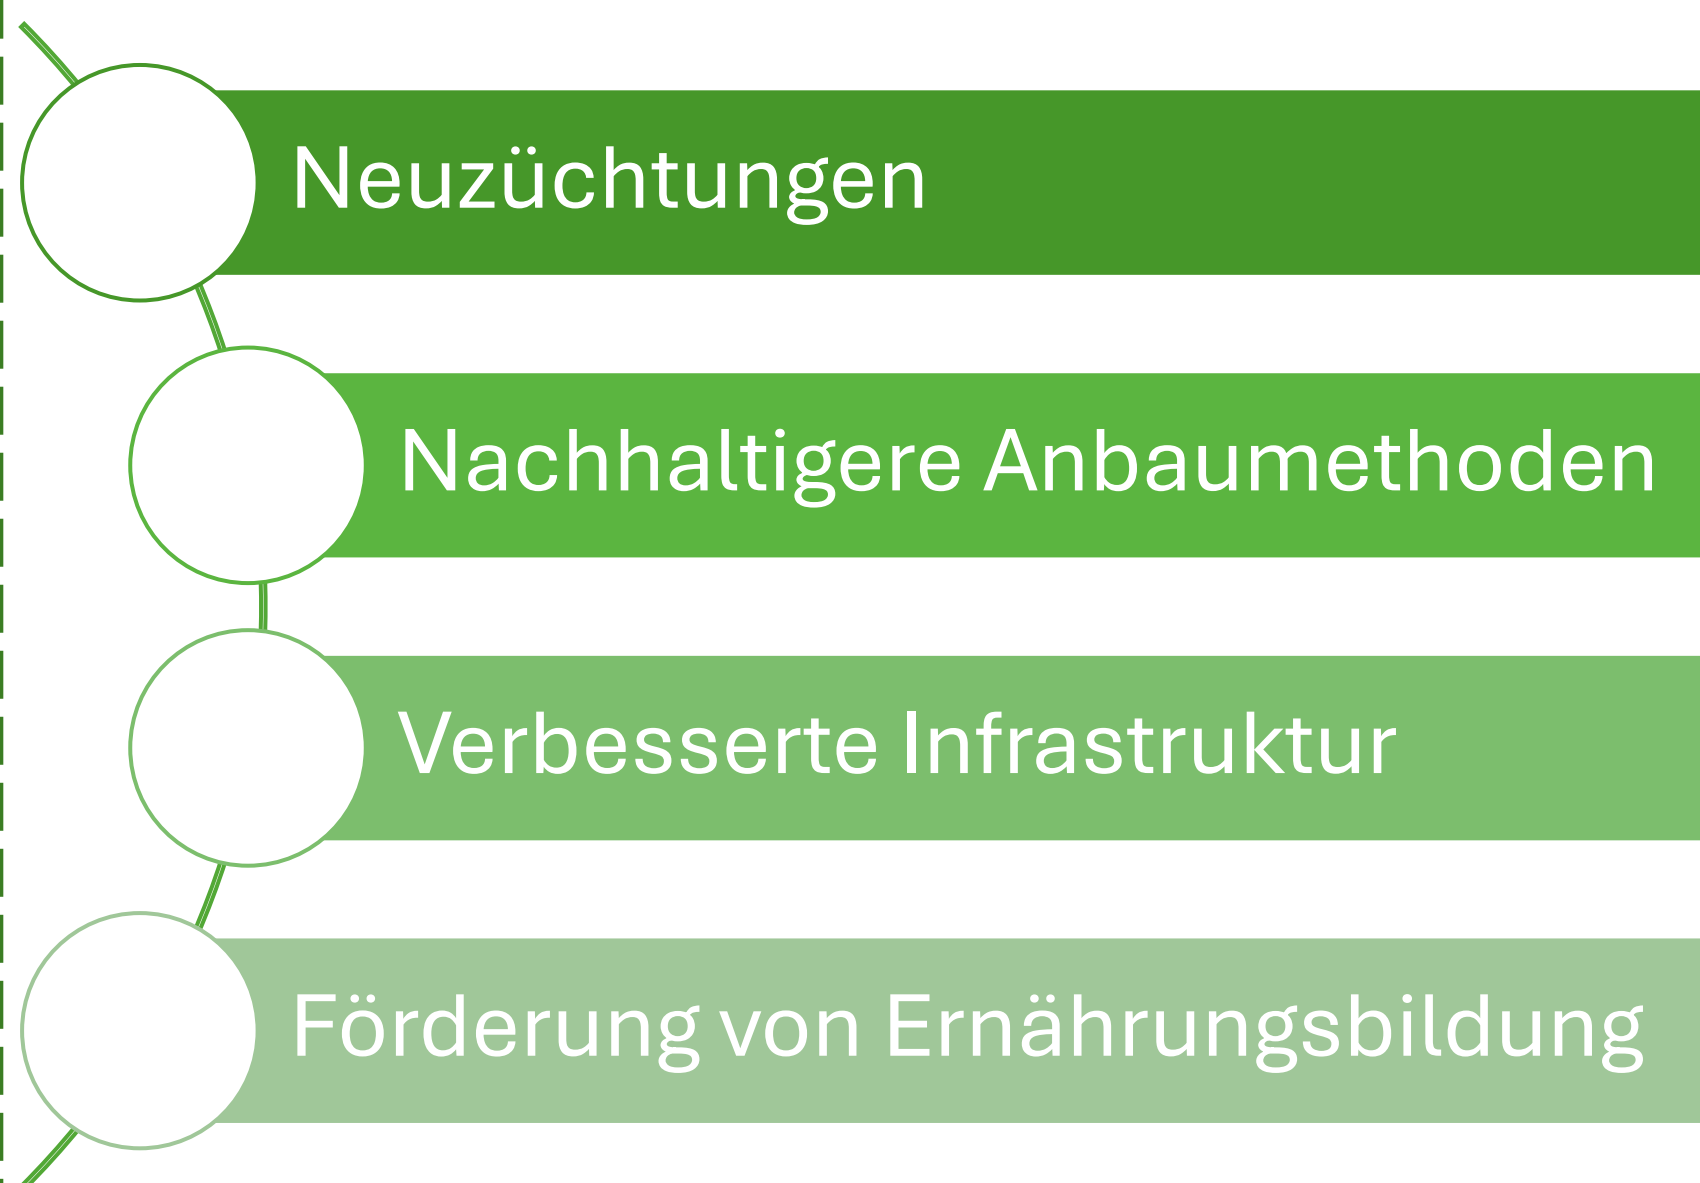 Neuzüchtungen
Nachhaltigere Anbaumethoden
Verbesserte Infrastruktur
Förderung von Ernährungsbildung